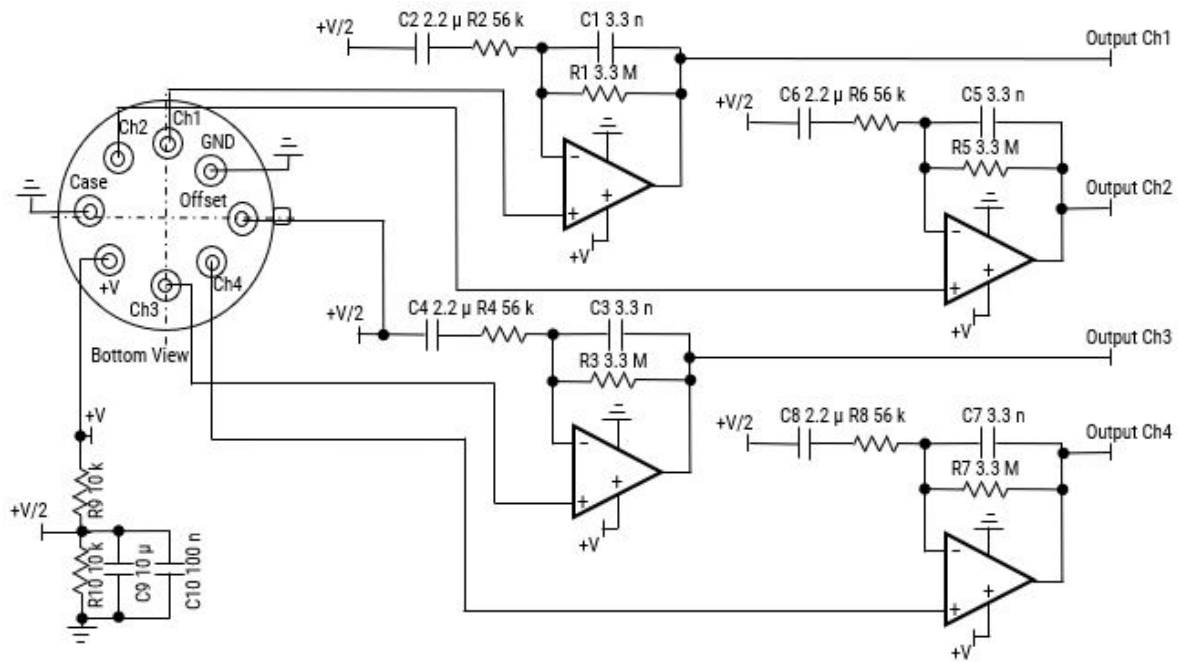 +V/2
C2 2.2 µ R2 56 k
C1 3.3 n
R1 3.3 M
Output Ch1
−
+
+
+V
+V/2
C6 2.2 µ R6 56 k
C5 3.3 n
R5 3.3 M
Output Ch2
−
+
+
+V
Ch2
Ch1
GND
Case
Offset
+V
Ch3
Ch4
Bottom View
+V/2
C4 2.2 µ R4 56 k
C3 3.3 n
R3 3.3 M
Output Ch3
−
+
+
+V
+V/2
C8 2.2 µ R8 56 k
C7 3.3 n
R7 3.3 M
Output Ch4
−
+
+
+V
+V
R9 10 k
+V/2
R10 10 k
C9 10 µ
C10 100 n